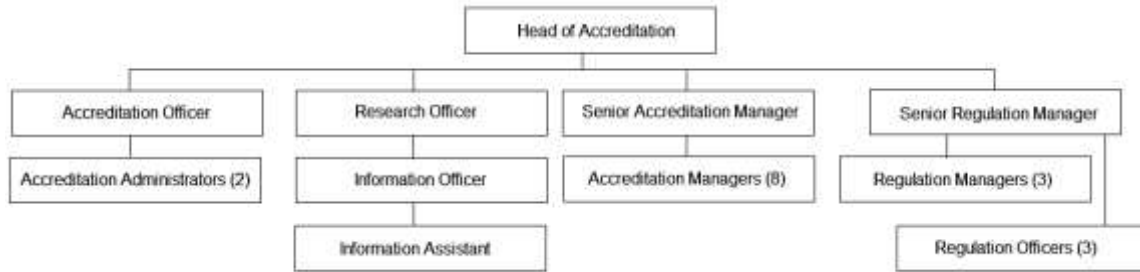 Head of Accreditation
Accreditation Officer
Research Officer
Senior Accreditation Manager
Senior Regulation Manager
Accreditation Administrators (2)
Information Officer
Accreditation Managers (8)
Regulation Managers (3)
Information Assistant
Regulation Officers (3)